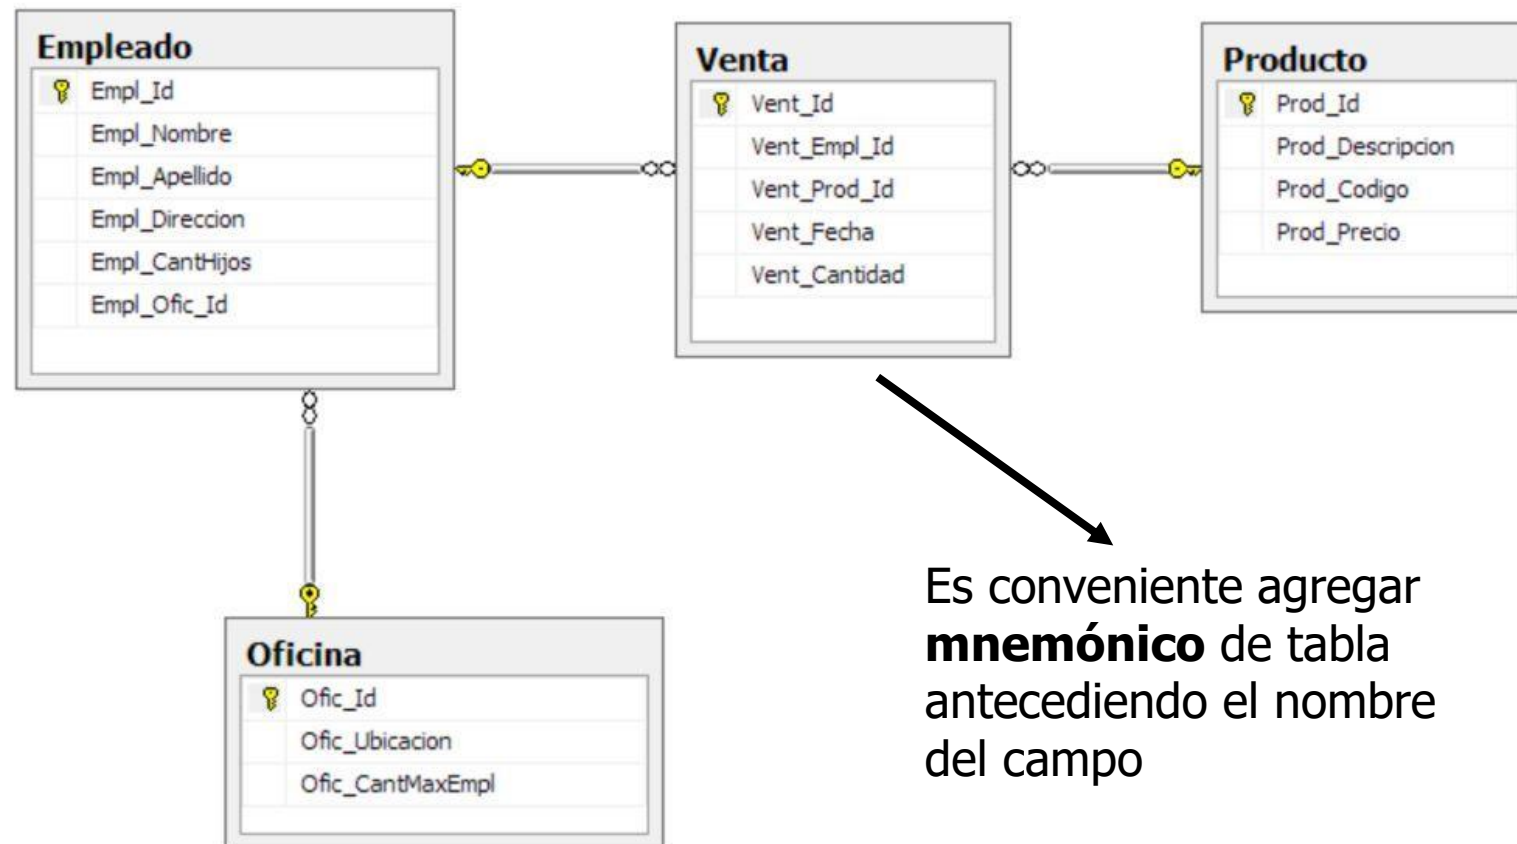 Empleado
Empl_Id
Empl_Nombre
Empl_Apellido
Empl_Direccion
Empl_CantHijos
Empl_Ofic_Id
Venta
Vent_Id
Vent_Empl_Id
Vent_Prod_Id
Vent_Fecha
Vent_Cantidad
Producto
Prod_Id
Prod_Descripcion
Prod_Codigo
Prod_Precio
Oficina
Ofic_Id
Ofic_Ubicacion
Ofic_CantMaxEmpl
Es conveniente agregar
mnemónico de tabla
antecediendo el nombre
del campo